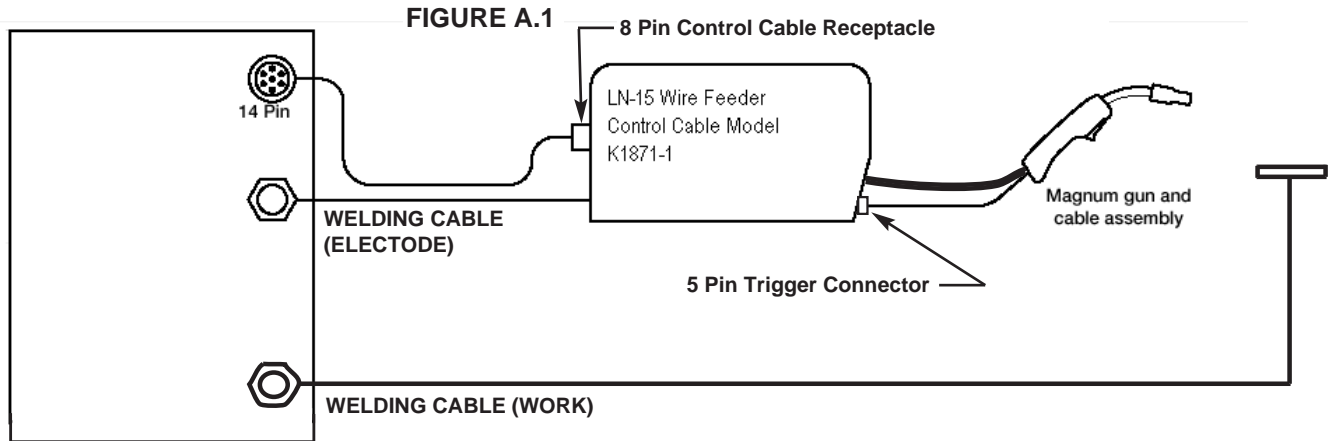 FIGURE A.1
8 Pin Control Cable Receptacle
14 Pin
LN-15 Wire Feeder
Control Cable Model
K1871-1
Magnum gun and
cable assembly
WELDING CABLE
(ELECTODE)
5 Pin Trigger Connector
WELDING CABLE (WORK)